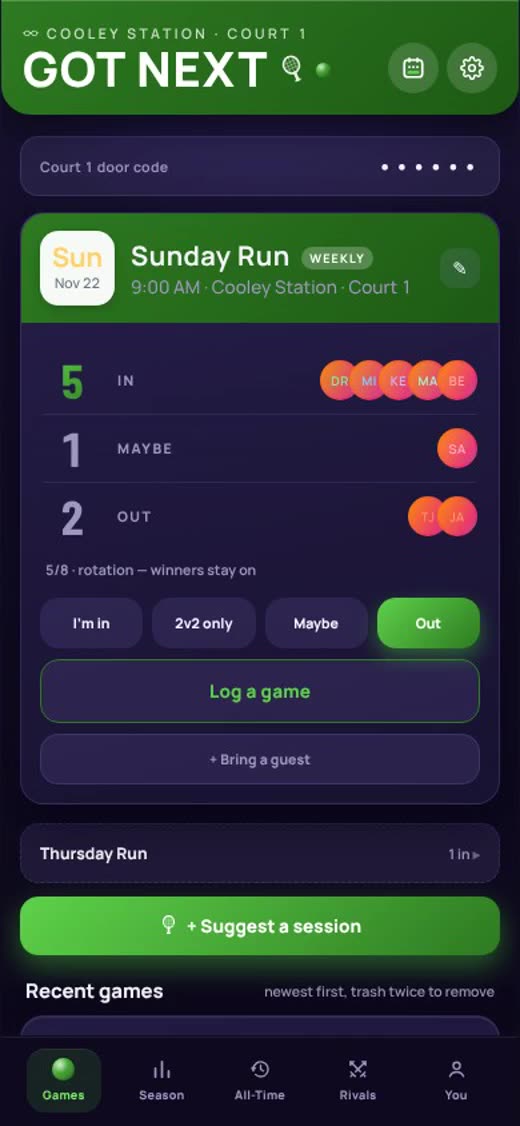 COOLEY STATION · COURT 1
GOT NEXT
Court 1 door code
••••••
Sun
Nov 22
Sunday Run WEEKLY
9:00 AM · Cooley Station · Court 1
5 IN DR MI KE MA BE
1 MAYBE SA
2 OUT TJ JA
5/8 · rotation — winners stay on
I'm in 2v2 only Maybe Out
Log a game
+ Bring a guest
Thursday Run 1 in ▸
+ Suggest a session
Recent games newest first, trash twice to remove
Games Season All-Time Rivals You